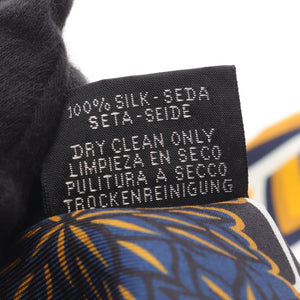 100% SILK-SEDA
SETA-SEIDE
DRY CLEAN ONLY
LIMPIEZA EN SECO
PULITURA A SECCO
TROCKENREINIGUNG